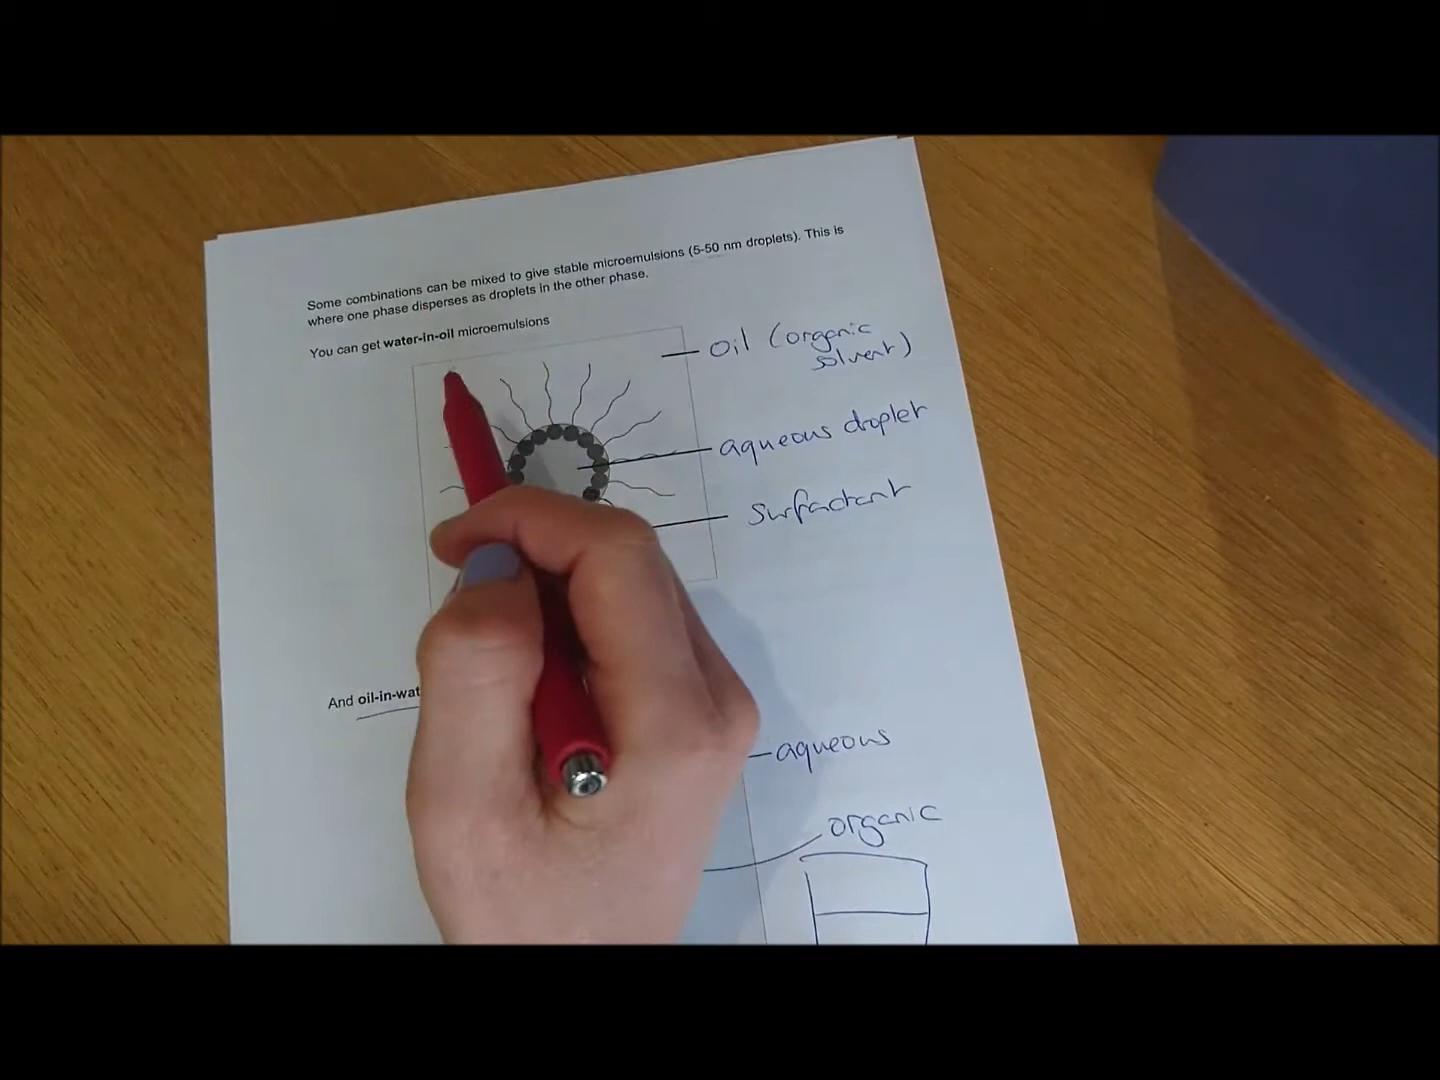 Some combinations can be mixed to give stable microemulsions (5-50 nm droplets). This is
where one phase disperses as droplets in the other phase.
You can get water-in-oil microemulsions
oil (organic
solvent)
aqueous droplet
Surfactant
And oil-in-wat
aqueous
organic